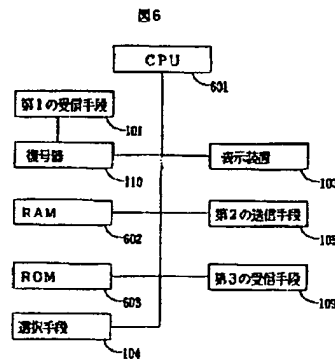 図6
CPU
601
第1の受信手段
101
復号器
110
表示装置
103
RAM
602
第2の送信手段
105
ROM
603
第3の受信手段
109
選択手段
104